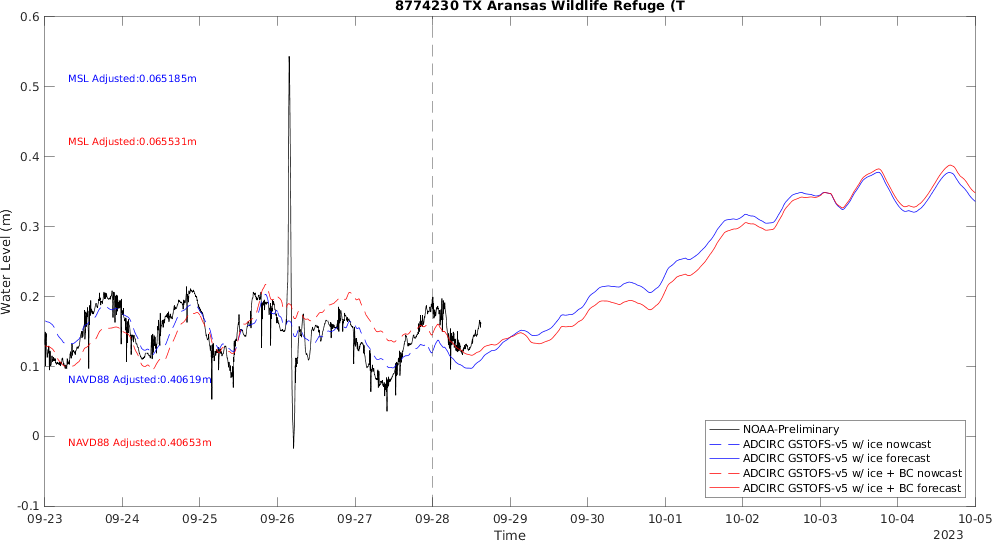 8774230 TX Aransas Wildlife Refuge (T
0.6
0.5
0.4
0.3
0.2
0.1
0
-0.1
Water Level (m)
MSL Adjusted:0.065185m
MSL Adjusted:0.065531m
NAVD88 Adjusted:0.40619m
NAVD88 Adjusted:0.40653m
NOAA-Preliminary
ADCIRC GSTOFS-v5 w/ ice nowcast
ADCIRC GSTOFS-v5 w/ ice forecast
ADCIRC GSTOFS-v5 w/ ice + BC nowcast
ADCIRC GSTOFS-v5 w/ ice + BC forecast
09-23 09-24 09-25 09-26 09-27 09-28 09-29 09-30 10-01 10-02 10-03 10-04 10-05
Time
2023